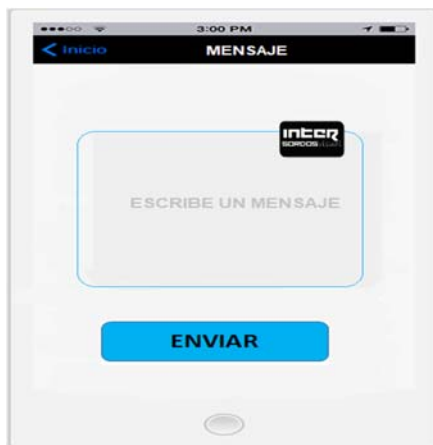 3:00 PM
< Inicio
MENSAJE
INTER
SORDOS
ESCRIBE UN MENSAJE
ENVIAR